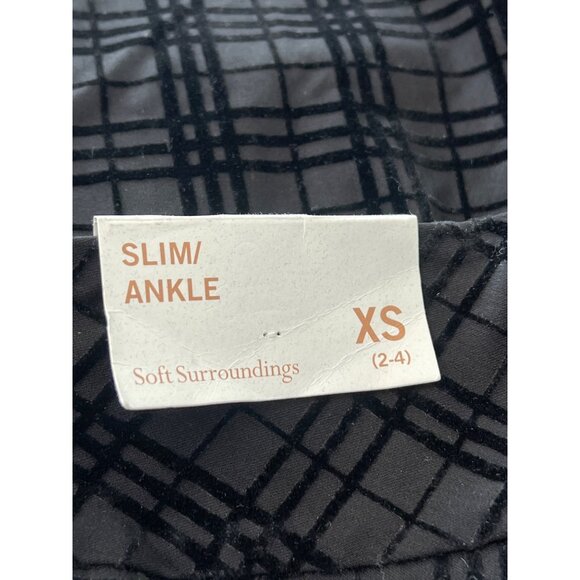 SLIM/
ANKLE
XS
(2-4)
Soft Surroundings